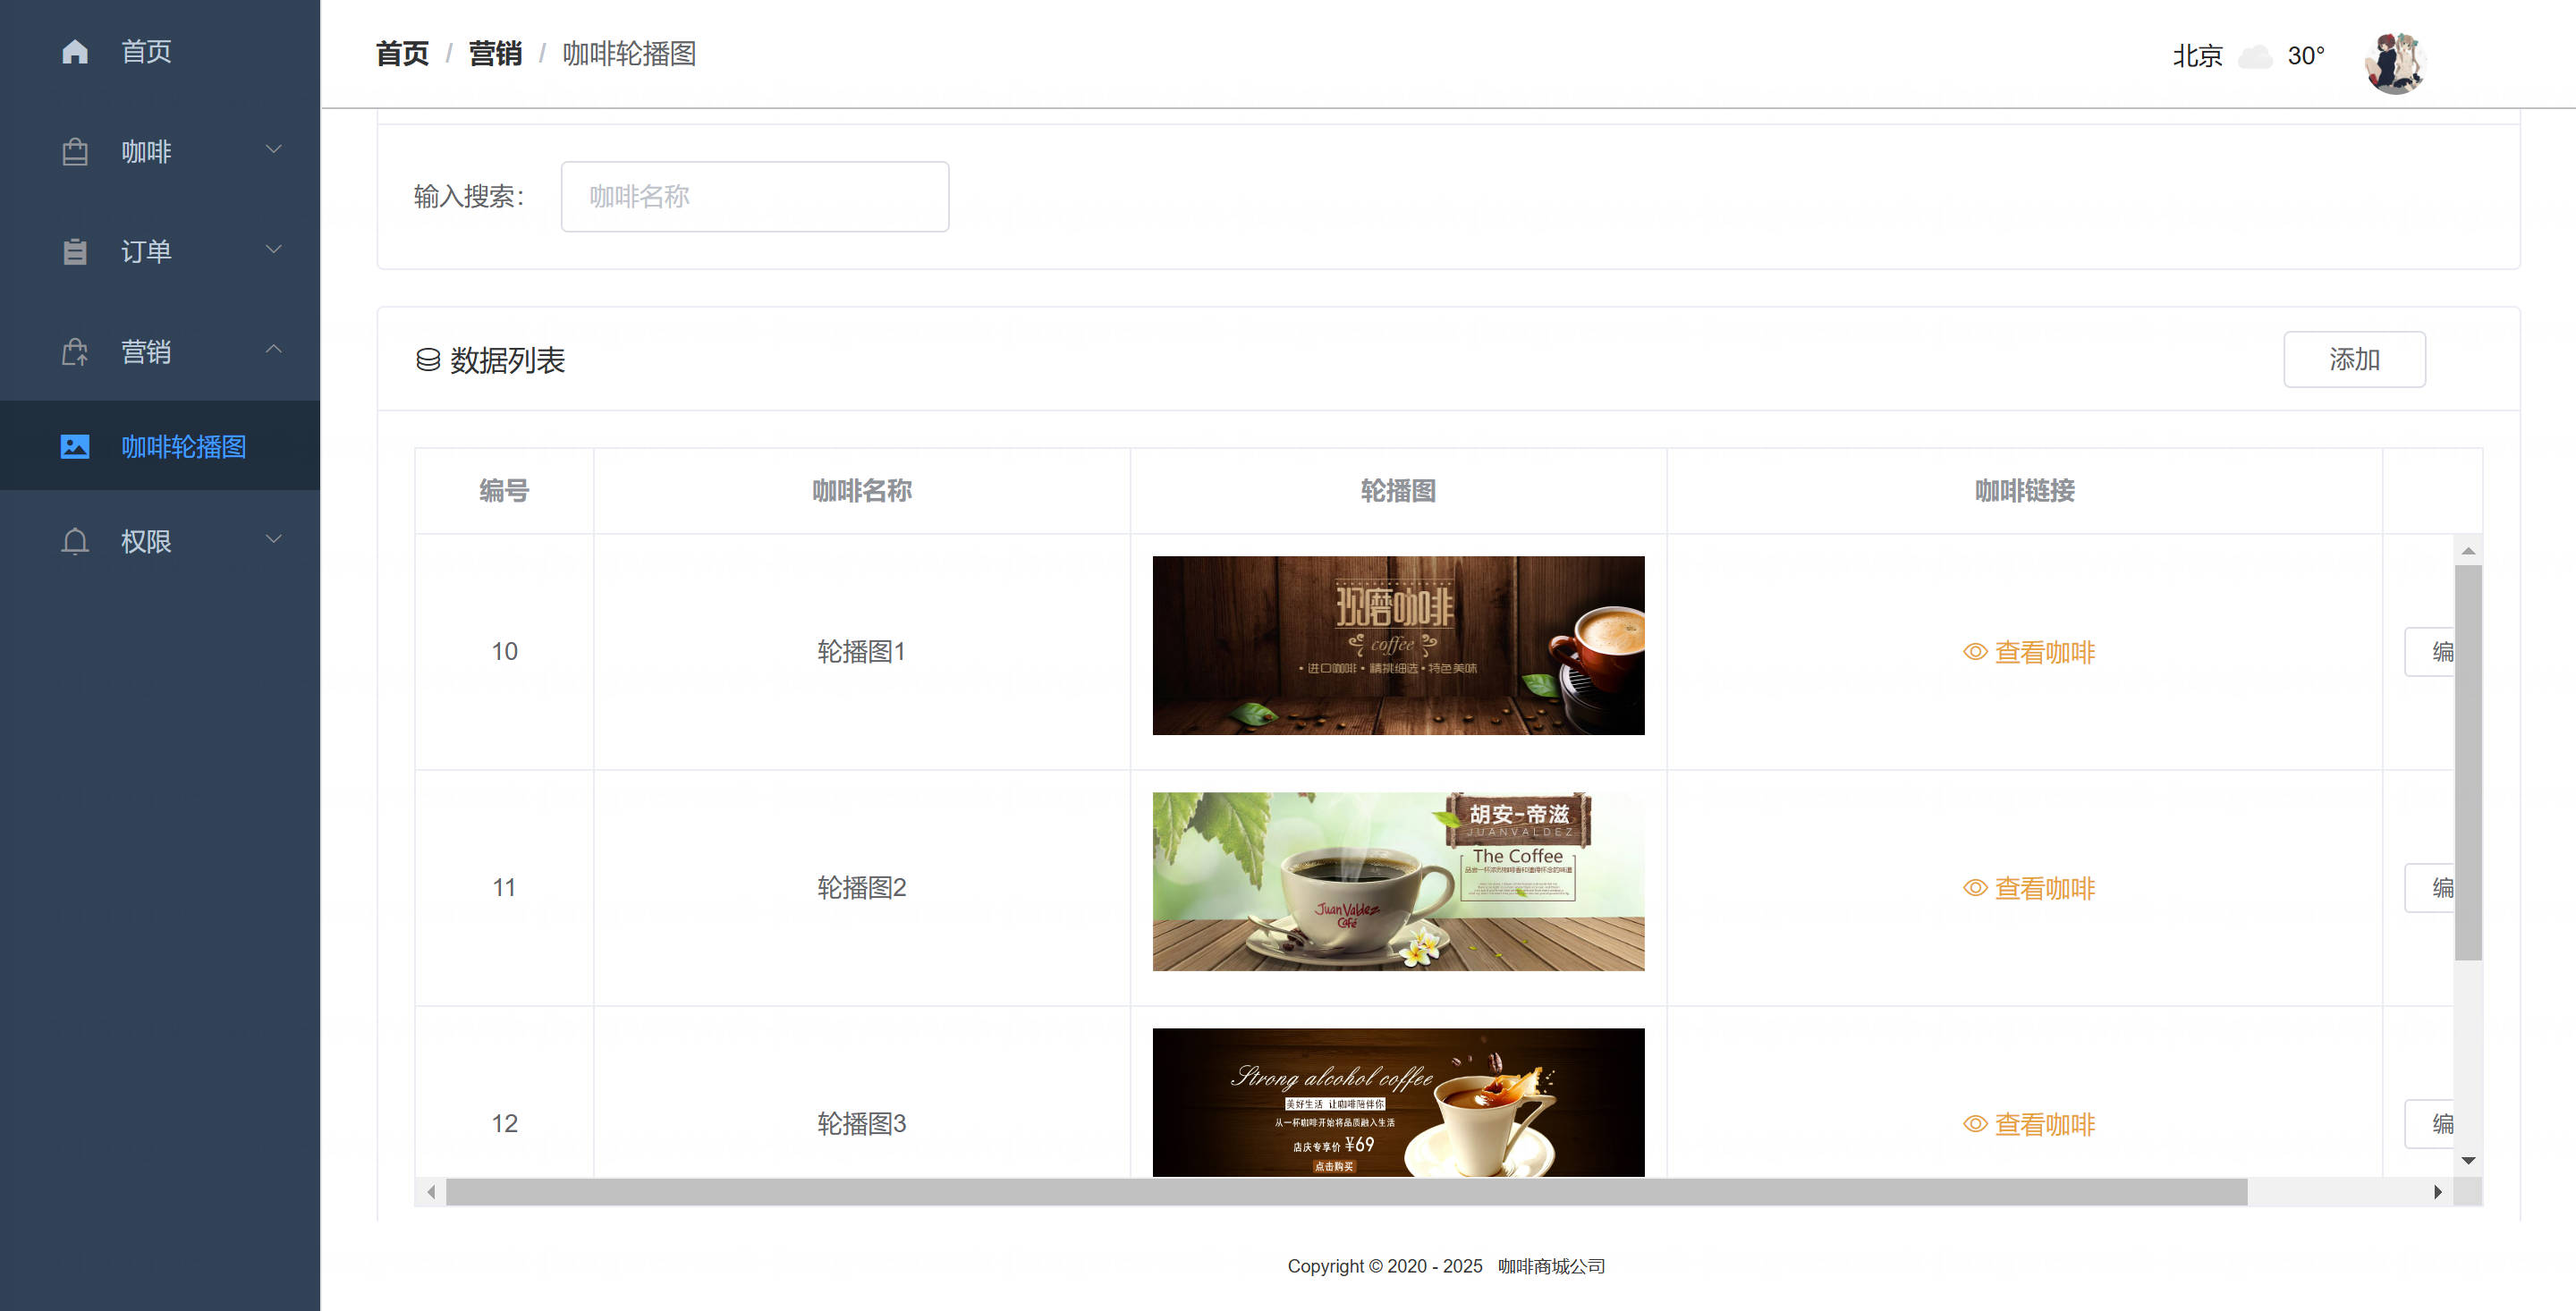 首页
咖啡
订单
营销
咖啡轮播图
权限
首页 / 营销 / 咖啡轮播图
北京 30°
输入搜索：
咖啡名称
数据列表
添加
编号 咖啡名称 轮播图 咖啡链接
10 轮播图1 查看咖啡 编
现磨咖啡
coffee
• 进口咖啡 • 精挑细选 • 特色美味
11 轮播图2 查看咖啡 编
胡安-帝滋
JUANVALDEZ
The Coffee
Juan Valdez
Café
12 轮播图3 查看咖啡 编
Strong alcohol coffee
美好生活 让咖啡陪伴你
从一杯咖啡开始将品质融入生活
店庆专享价 ¥69
点击购买
Copyright © 2020 - 2025 咖啡商城公司